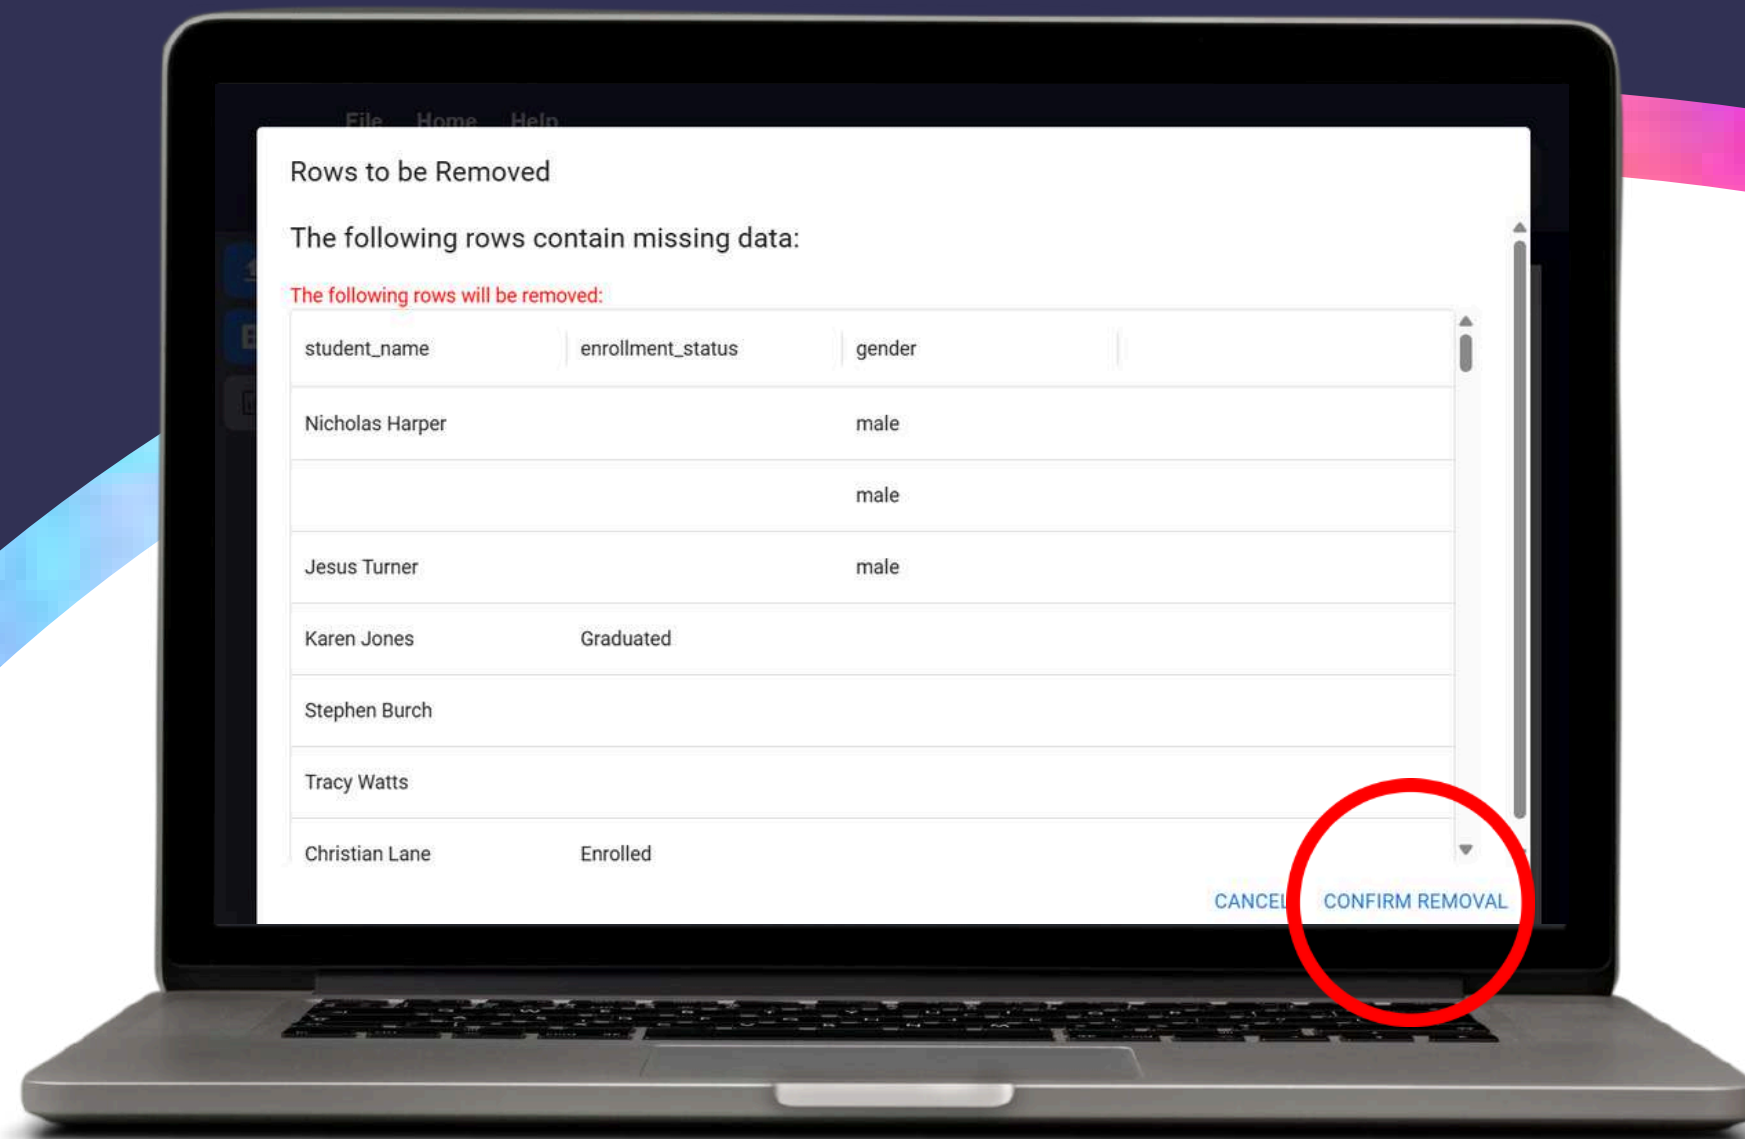 File Home Help
Rows to be Removed
The following rows contain missing data:
The following rows will be removed:
student_name enrollment_status gender
Nicholas Harper male
male
Jesus Turner male
Karen Jones Graduated
Stephen Burch
Tracy Watts
Christian Lane Enrolled
CANCEL CONFIRM REMOVAL